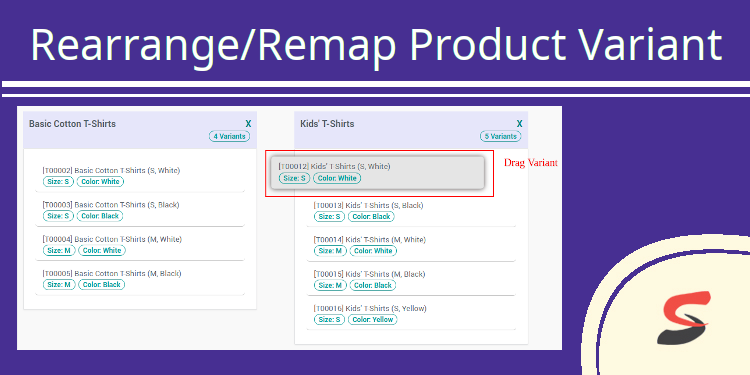 Rearrange/Remap Product Variant
Basic Cotton T-Shirts X
4 Variants
[T00002] Basic Cotton T-Shirts (S, White)
Size: S Color: White
[T00003] Basic Cotton T-Shirts (S, Black)
Size: S Color: Black
[T00004] Basic Cotton T-Shirts (M, White)
Size: M Color: White
[T00005] Basic Cotton T-Shirts (M, Black)
Size: M Color: Black
Kids' T-Shirts X
5 Variants
[T00012] Kids' T-Shirts (S, White)
Size: S Color: White
Drag Variant
[T00013] Kids' T-Shirts (S, Black)
Size: S Color: Black
[T00014] Kids' T-Shirts (M, White)
Size: M Color: White
[T00015] Kids' T-Shirts (M, Black)
Size: M Color: Black
[T00016] Kids' T-Shirts (S, Yellow)
Size: S Color: Yellow